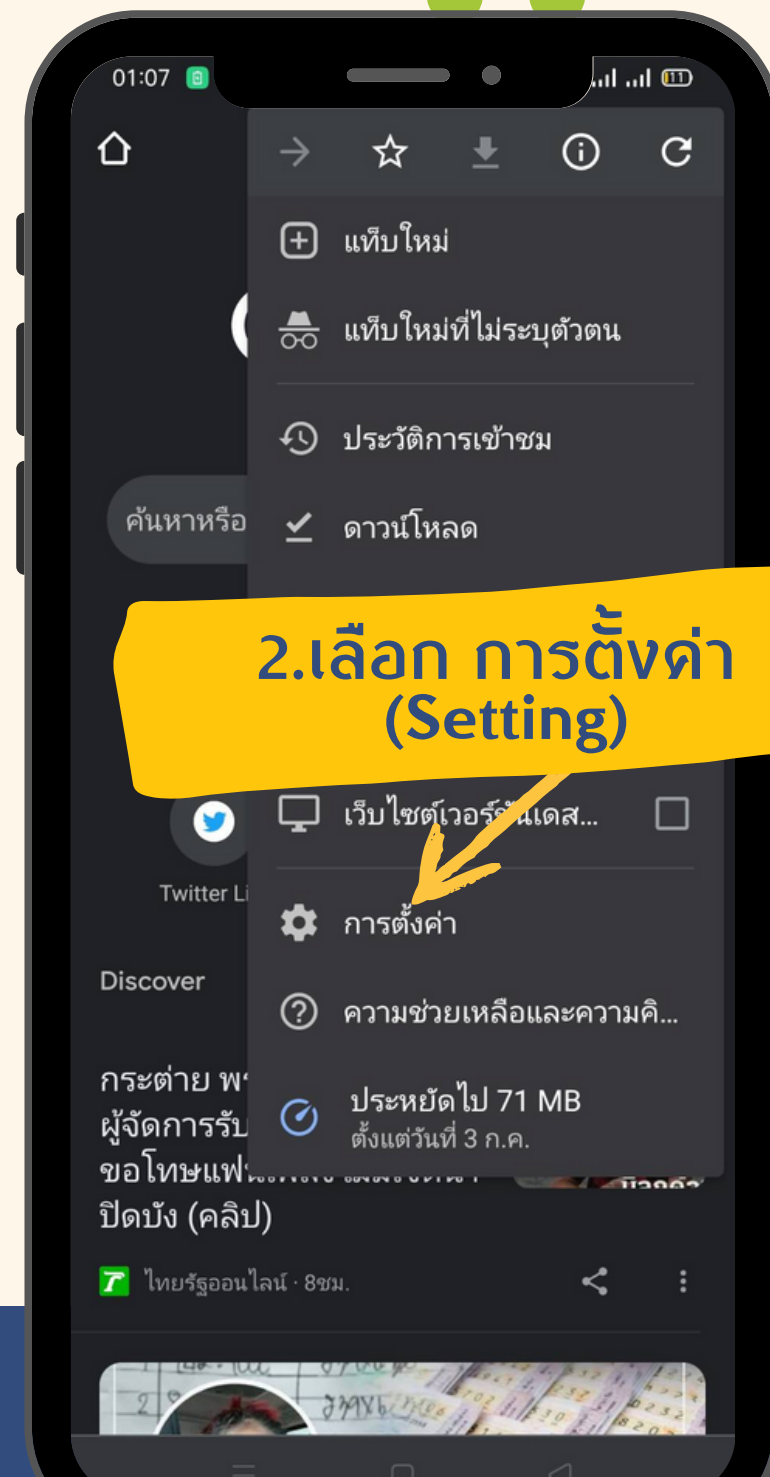 01:07
11
แท็บใหม่
แท็บใหม่ที่ไม่ระบุตัวตน
ประวัติการเข้าชม
ค้นหาหรือ
ดาวน์โหลด
2.เลือก การตั้งค่า
(Setting)
เว็บไซต์เวอร์ชันเดส...
Twitter Li
การตั้งค่า
Discover
ความช่วยเหลือและความคิ...
กระต่าย
ประหยัดไป 71 MB
ผู้จัดการรับ
ตั้งแต่วันที่ 3 ก.ค.
ขอโทษ
ปิดบัง (คลิป)
ไทยรัฐออนไลน์ · 8ชม.